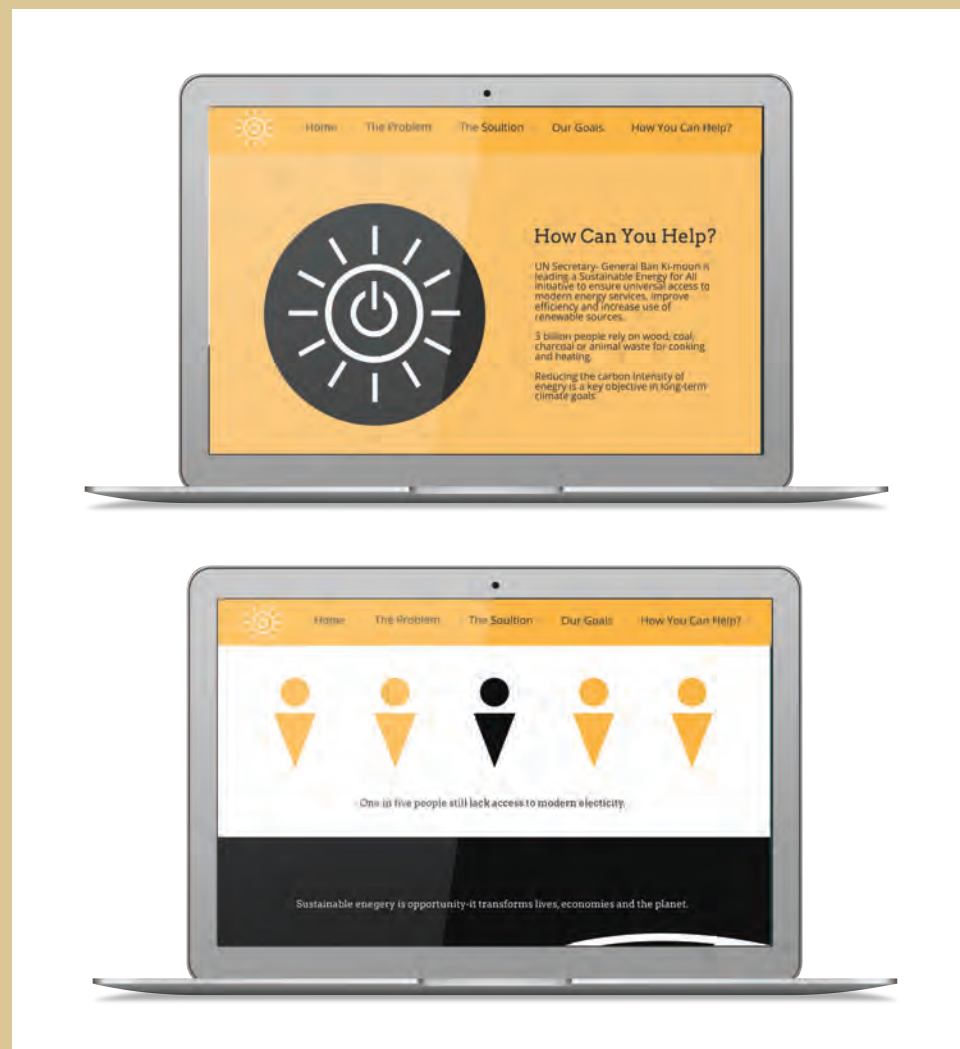 Home The Problem The Soultion Our Goals How You Can Help?
How Can You Help?
UN Secretary- General Ban Ki-moon is
leading a Sustainable Energy for All
initiative to ensure universal access to
modern energy services, improve
efficiency and increase use of
renewable sources.
3 billion people rely on wood, coal,
charcoal or animal waste for cooking
and heating.
Reducing the carbon intensity of
enegry is a key objective in long-term
climate goals
Home The Problem The Soultion Our Goals How You Can Help?
One in five people still lack access to modern electicity.
Sustainable enegery is opportunity-it transforms lives, economies and the planet.